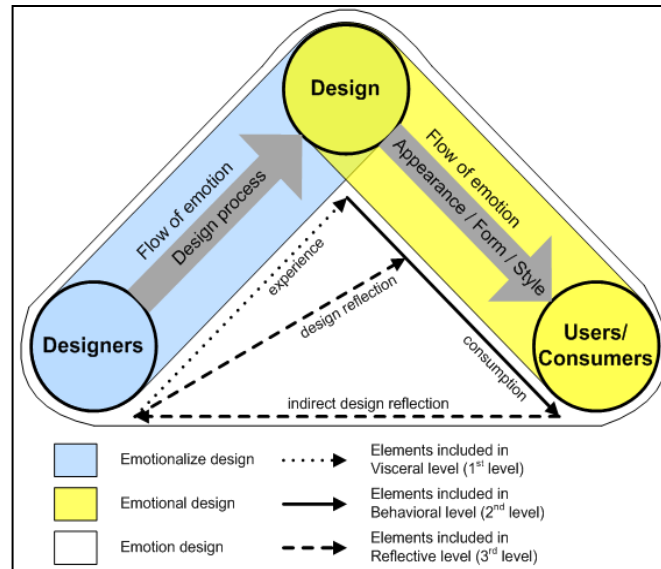 Design
Flow of emotion
Design process
Flow of emotion
Appearance / Form / Style
experience
design reflection
consumption
Designers
Users/
Consumers
indirect design reflection
Emotionalize design
Elements included in
Visceral level (1st level)
Emotional design
Elements included in
Behavioral level (2nd level)
Emotion design
Elements included in
Reflective level (3rd level)